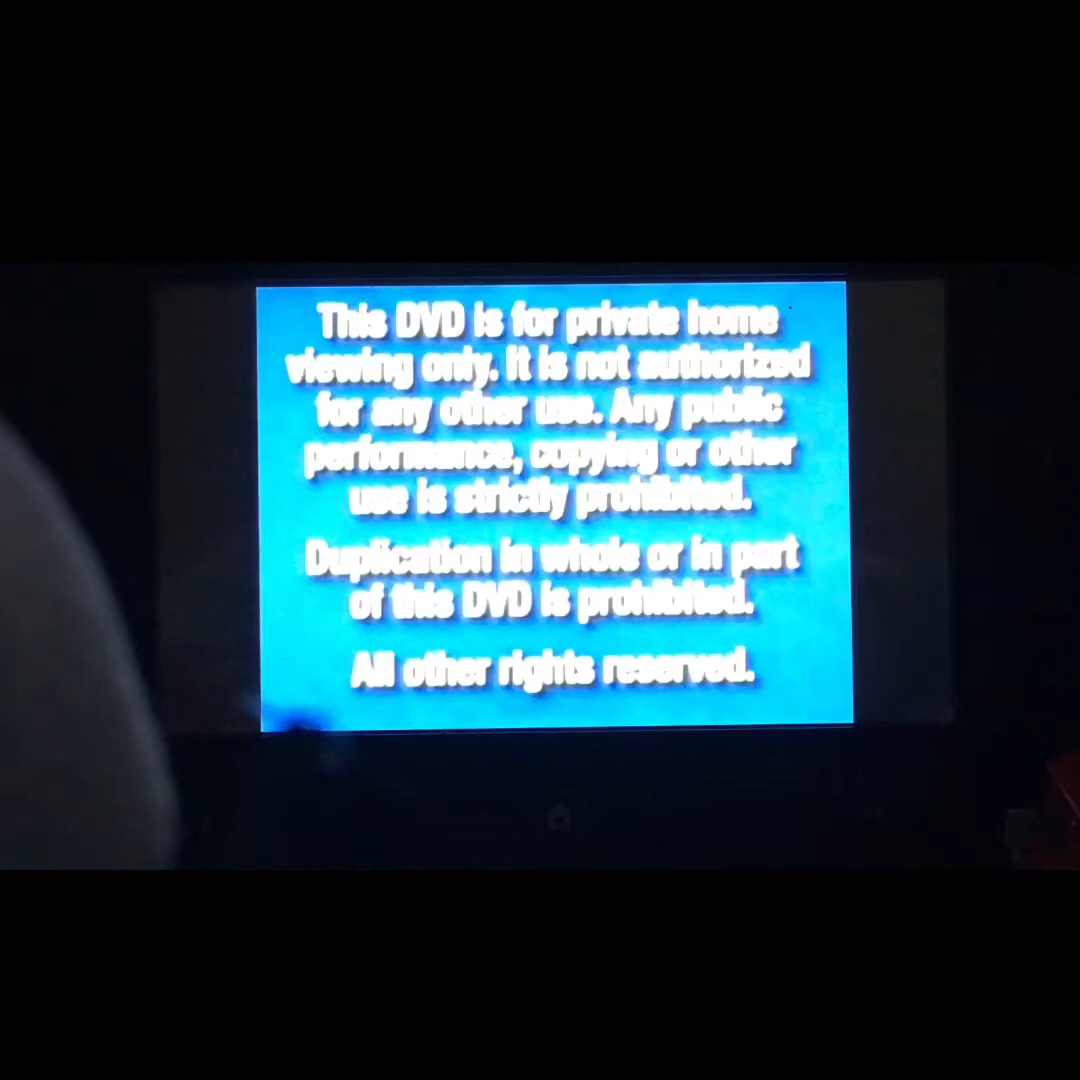 This DVD is for private home
viewing only. It is not authorized
for any other use. Any public
performance, copying or other
use is strictly prohibited.
Duplication in whole or in part
of this DVD is prohibited.
All other rights reserved.